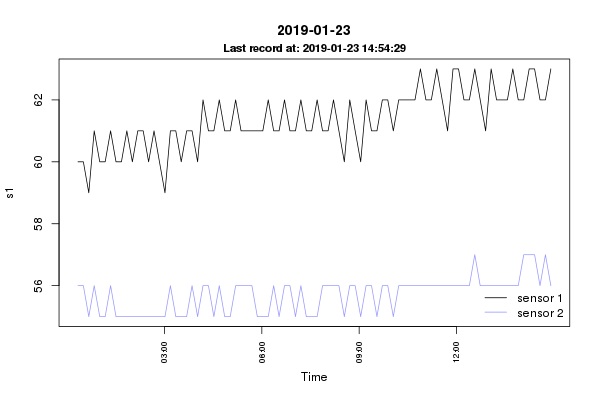 2019-01-23
Last record at: 2019-01-23 14:54:29
s1
62
60
58
56
sensor 1
sensor 2
03:00
06:00
09:00
12:00
Time